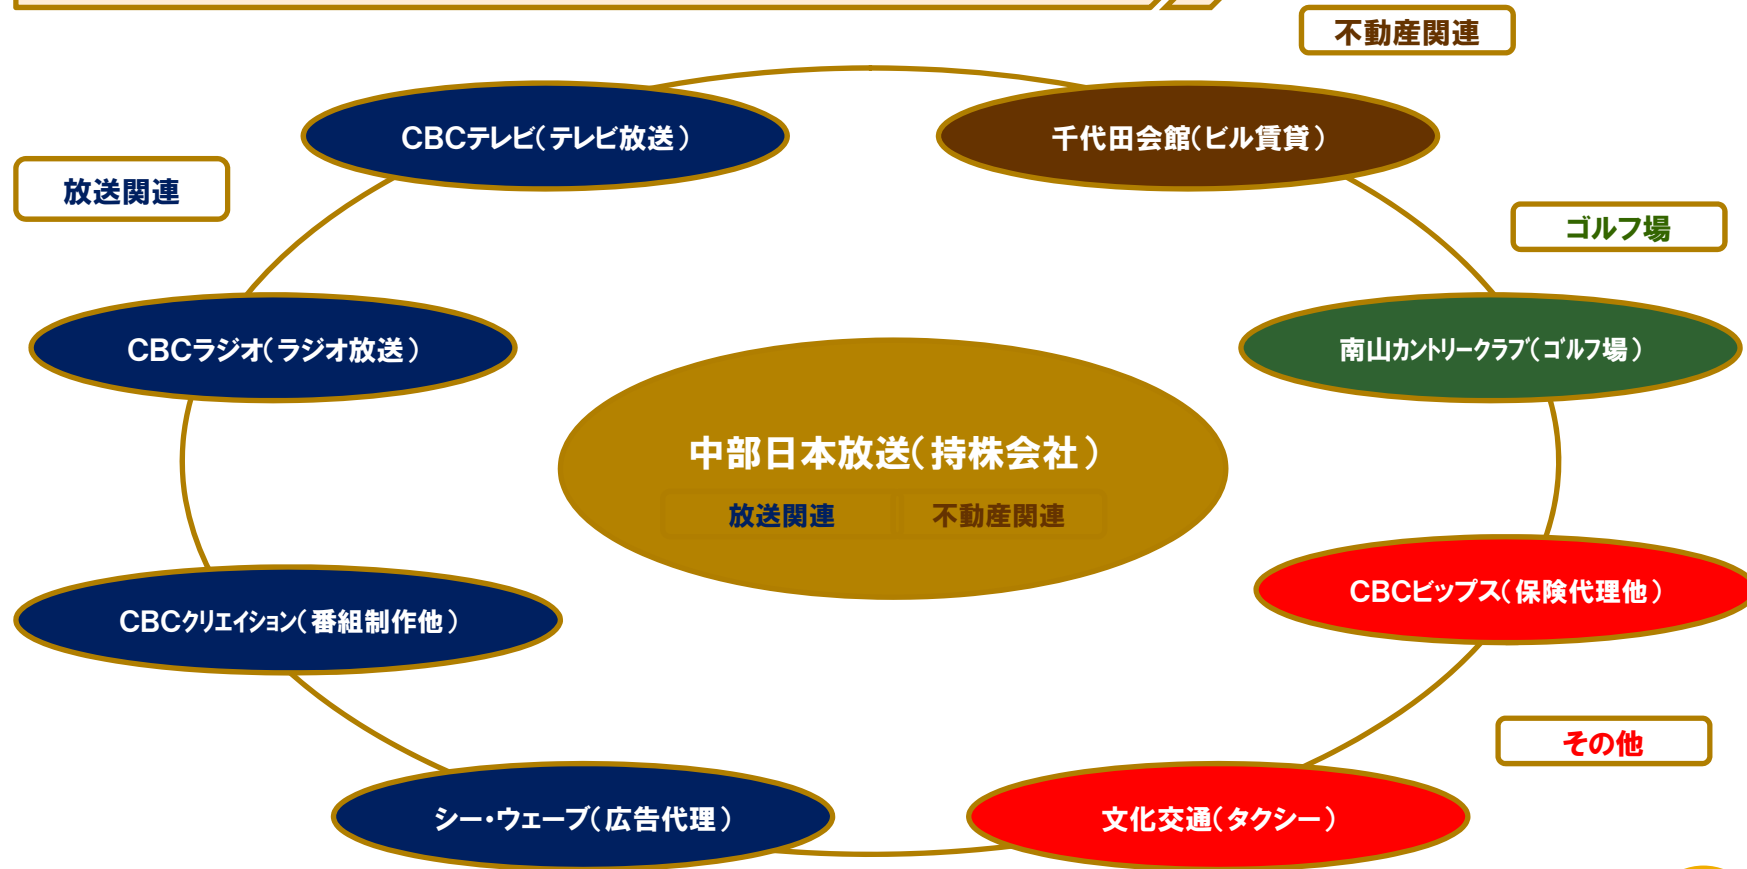 不動産関連
CBCテレビ(テレビ放送)
千代田会館(ビル賃貸)
放送関連
ゴルフ場
CBCラジオ(ラジオ放送)
南山カントリークラブ(ゴルフ場)
中部日本放送(持株会社)
放送関連
不動産関連
CBCビップス(保険代理他)
CBCクリエイション(番組制作他)
その他
シー・ウェーブ(広告代理)
文化交通(タクシー)